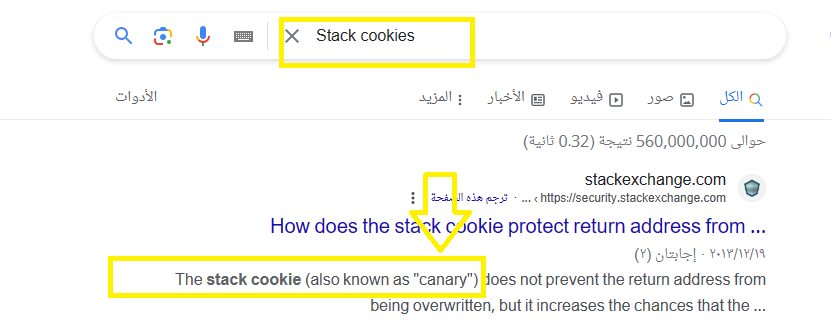 Stack cookies
الكل صور فيديو الأخبار المزيد الأدوات
حوالى 560,000,000 نتيجة (0.32 ثانية)
stackexchange.com
https://security.stackexchange.com › ... · ترجم هذه الصفحة
How does the stack cookie protect return address from ...
١٩‏/١٢‏/٢٠١٣ · إجابتان (٢)
The stack cookie (also known as "canary") does not prevent the return address from
being overwritten, but it increases the chances that the ...